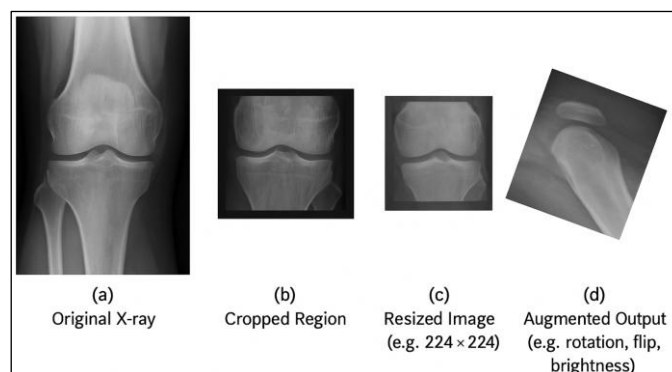 (a)
Original X-ray
(b)
Cropped Region
(c)
Resized Image
(e.g. 224 × 224)
(d)
Augmented Output
(e.g. rotation, flip,
brightness)